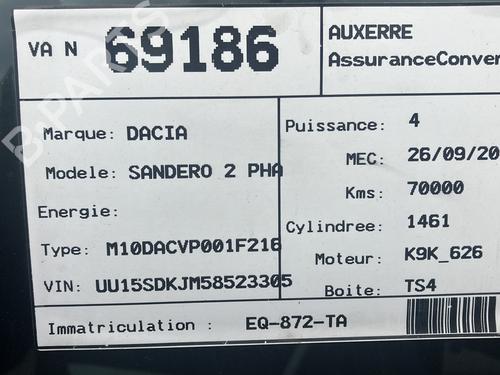 VA N 69186
AUXERRE
AssuranceConver
Marque: DACIA
Modele: SANDERO 2 PHA
Energie:
Type: M10DACVP001F216
VIN: UU15SDKJM58523305
Puissance: 4
MEC: 26/09/20
Kms: 70000
Cylindree: 1461
Moteur: K9K_626
Boite: TS4
Immatriculation : EQ-872-TA
B-PARTS